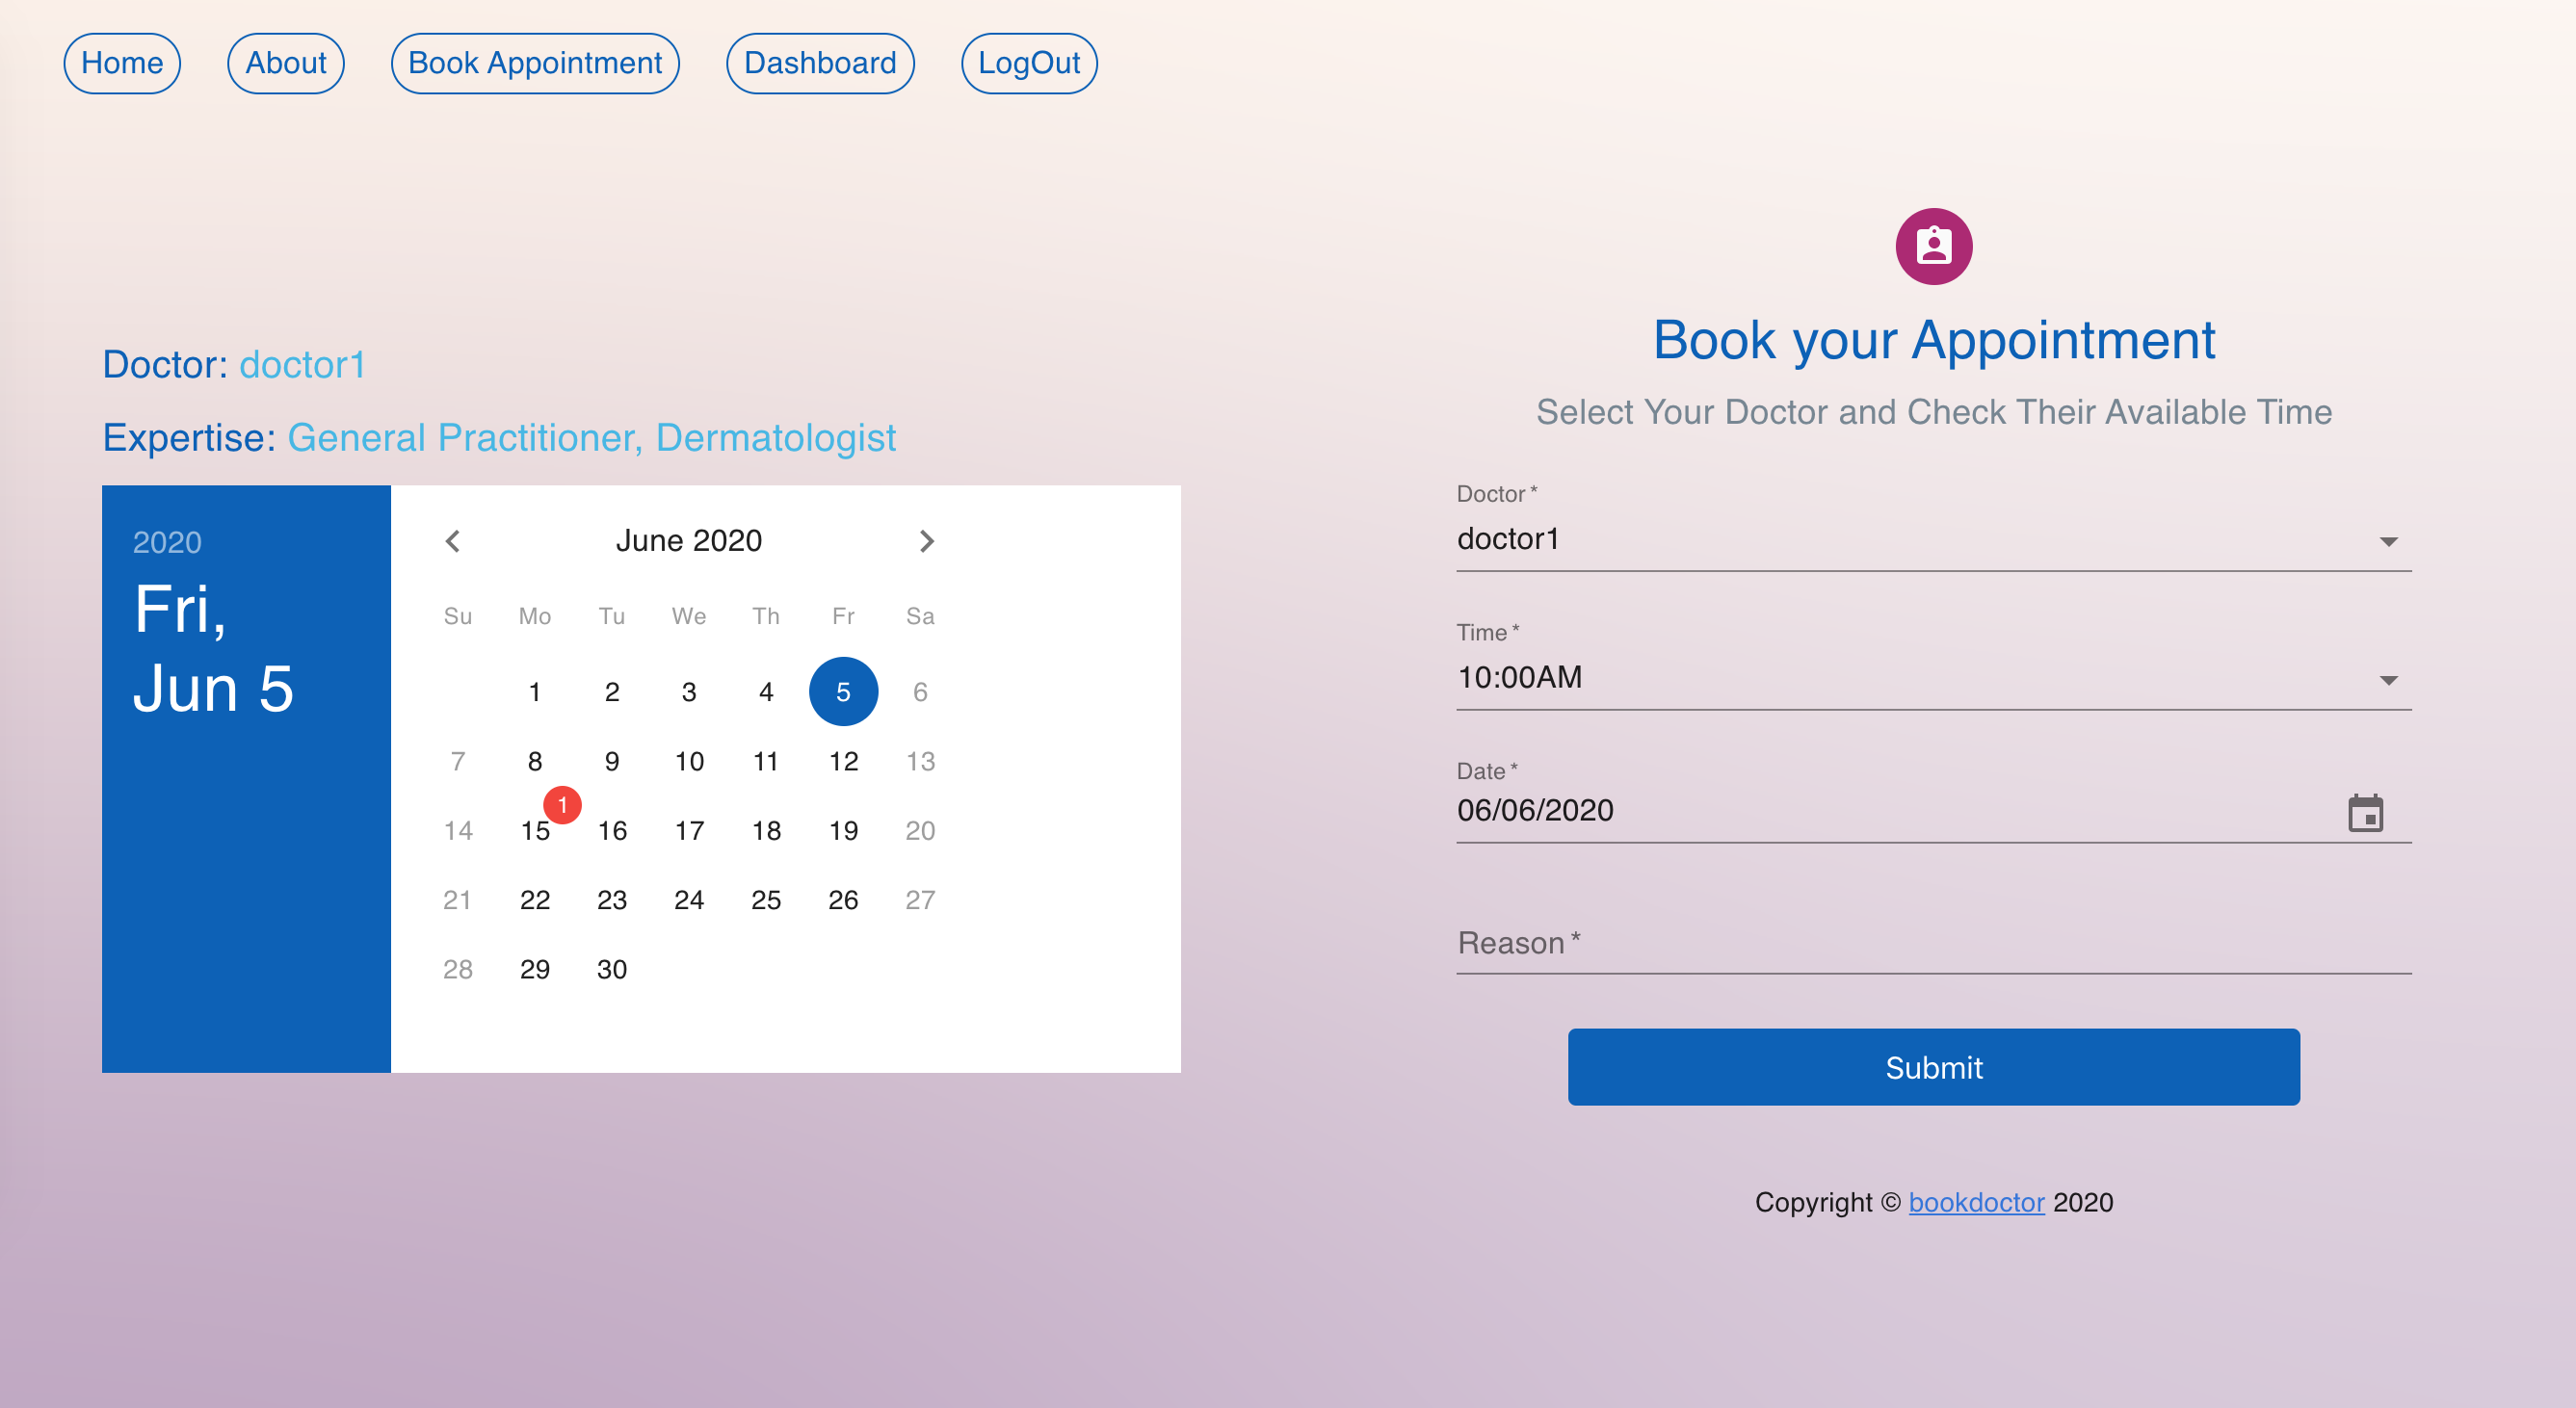 Home About Book Appointment Dashboard LogOut
Doctor: doctor1
Expertise: General Practitioner, Dermatologist
2020
Fri,
Jun 5
June 2020
Su Mo Tu We Th Fr Sa
1 2 3 4 5 6
7 8 9 10 11 12 13
1
14 15 16 17 18 19 20
21 22 23 24 25 26 27
28 29 30
Book your Appointment
Select Your Doctor and Check Their Available Time
Doctor *
doctor1
Time *
10:00AM
Date *
06/06/2020
Reason *
Submit
Copyright © bookdoctor 2020